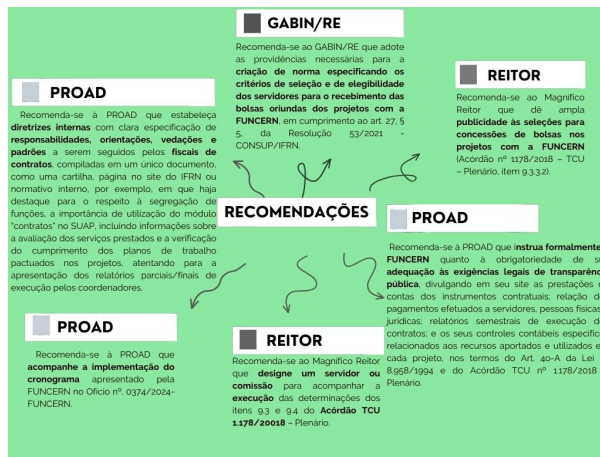 GABIN/RE
Recomenda-se ao GABIN/RE que adote
as providências necessárias para a
criação de norma especificando os
critérios de seleção e de elegibilidade
dos servidores para o recebimento das
bolsas oriundas dos projetos com a
FUNCERN, em cumprimento ao art. 27, §
5, da Resolução 53/2021 -
CONSUP/IFRN.
REITOR
Recomenda-se ao Magnífico
Reitor que dê ampla
publicidade às seleções para
concessões de bolsas nos
projetos com a FUNCERN
(Acórdão nº 1178/2018 – TCU
– Plenário, item 9.3.3.2).
PROAD
Recomenda-se à PROAD que estabeleça
diretrizes internas com clara especificação de
responsabilidades, orientações, vedações e
padrões a serem seguidos pelos fiscais de
contratos, compiladas em um único documento,
como uma cartilha, página no site do IFRN ou
normativo interno, por exemplo, em que haja
destaque para o respeito à segregação de
funções, a importância de utilização do módulo
"contratos" no SUAP, incluindo informações sobre
a avaliação dos serviços prestados e a verificação
do cumprimento dos planos de trabalho
pactuados nos projetos, atentando para a
apresentação dos relatórios parciais/finais de
execução pelos coordenadores.
RECOMENDAÇÕES
PROAD
Recomenda-se à PROAD que instrua formalmente
FUNCERN quanto à obrigatoriedade de
adequação às exigências legais de transparência
pública, divulgando em seu site as prestações
contas dos instrumentos contratuais; relação
pagamentos efetuados a servidores, pessoas físicas
jurídicas; relatórios semestrais de execução
contratos; e os seus controles contábeis
relacionados aos recursos aportados e utilizados
cada projeto, nos termos do Art. 40-A da Lei
8.958/1994 e do Acórdão TCU nº 1.178/2018
Plenário.
PROAD
Recomenda-se à PROAD que
acompanhe a implementação do
cronograma apresentado pela
FUNCERN no Ofício nº. 0374/2024-
FUNCERN.
REITOR
Recomenda-se ao Magnífico Reitor
que designe um servidor ou
comissão para acompanhar a
execução das determinações dos
itens 9.3 e 9.4 do Acórdão TCU
1.178/20018 – Plenário.